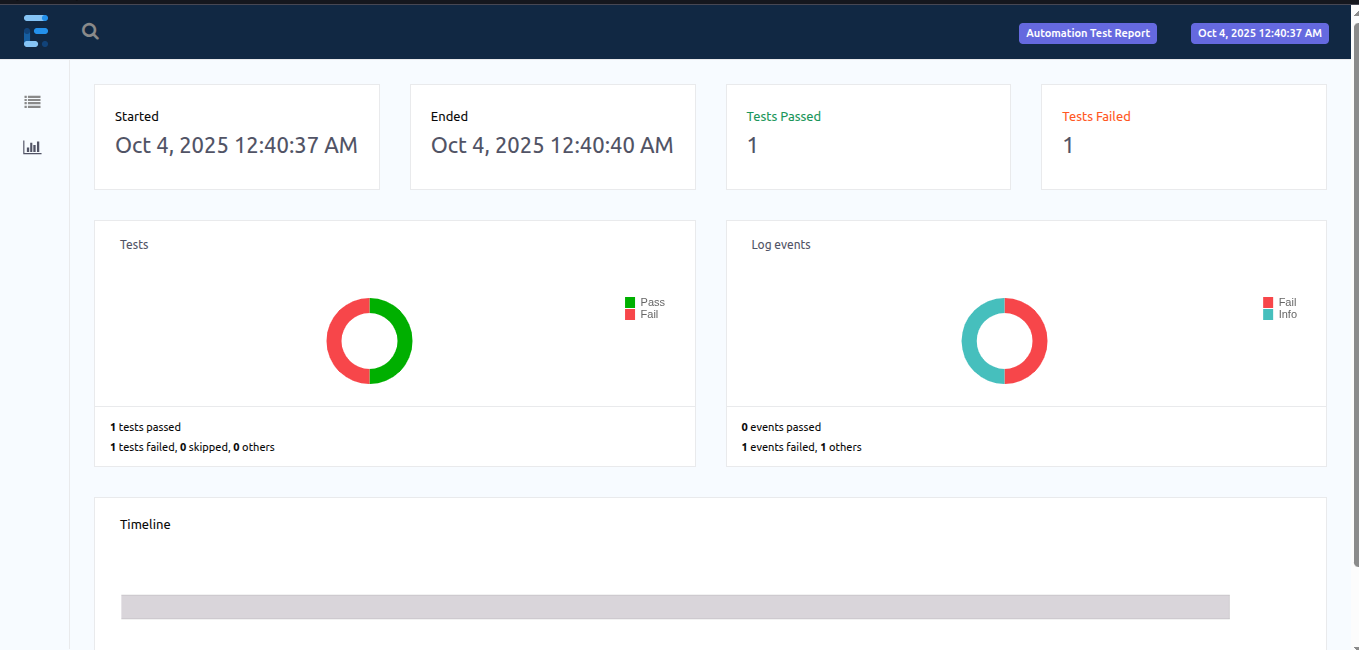 Automation Test Report
Oct 4, 2025 12:40:37 AM
Started
Oct 4, 2025 12:40:37 AM
Ended
Oct 4, 2025 12:40:40 AM
Tests Passed
1
Tests Failed
1
Tests
Pass
Fail
1 tests passed
1 tests failed, 0 skipped, 0 others
Log events
Fail
Info
0 events passed
1 events failed, 1 others
Timeline